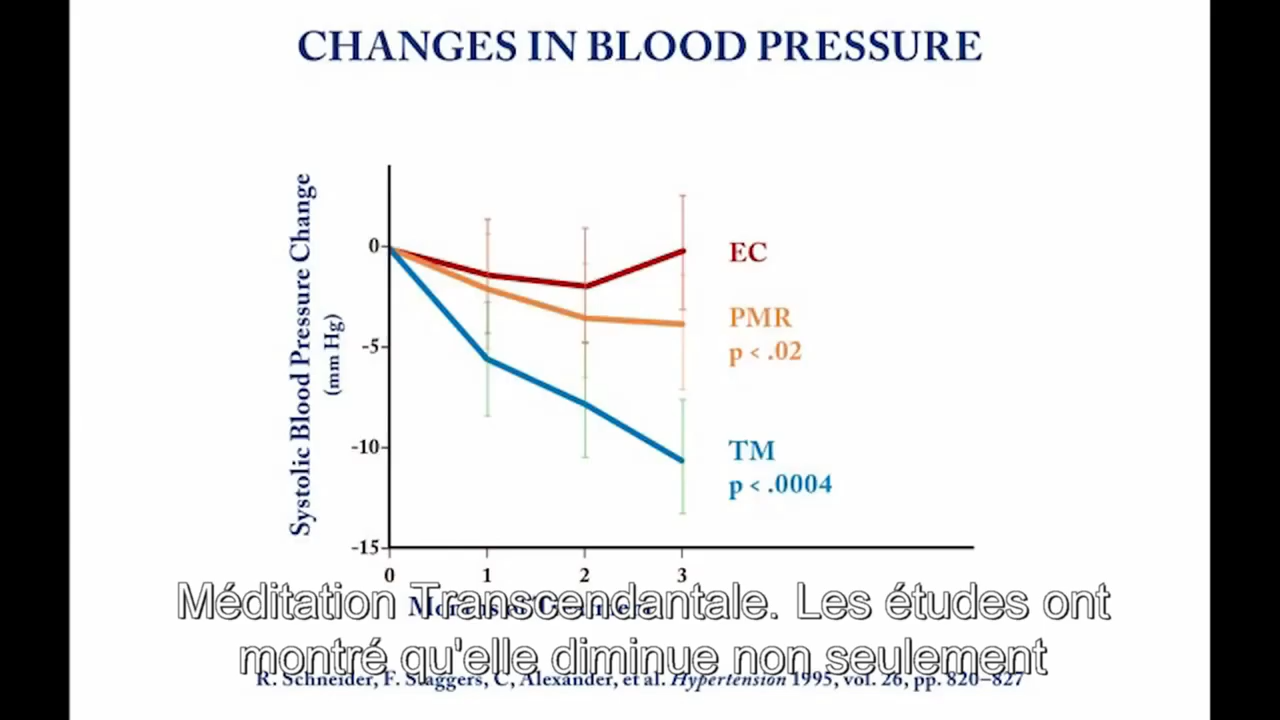 CHANGES IN BLOOD PRESSURE
Systolic Blood Pressure Change
(mm Hg)
0
-5
-10
-15
0
1
2
3
EC
PMR
p < .02
TM
p < .0004
Méditation Transcendantale. Les études ont
montré qu'elle diminue non seulement
R. Schneider, F. Staggers, C, Alexander, et al. Hypertension 1995, vol. 26, pp. 820–827